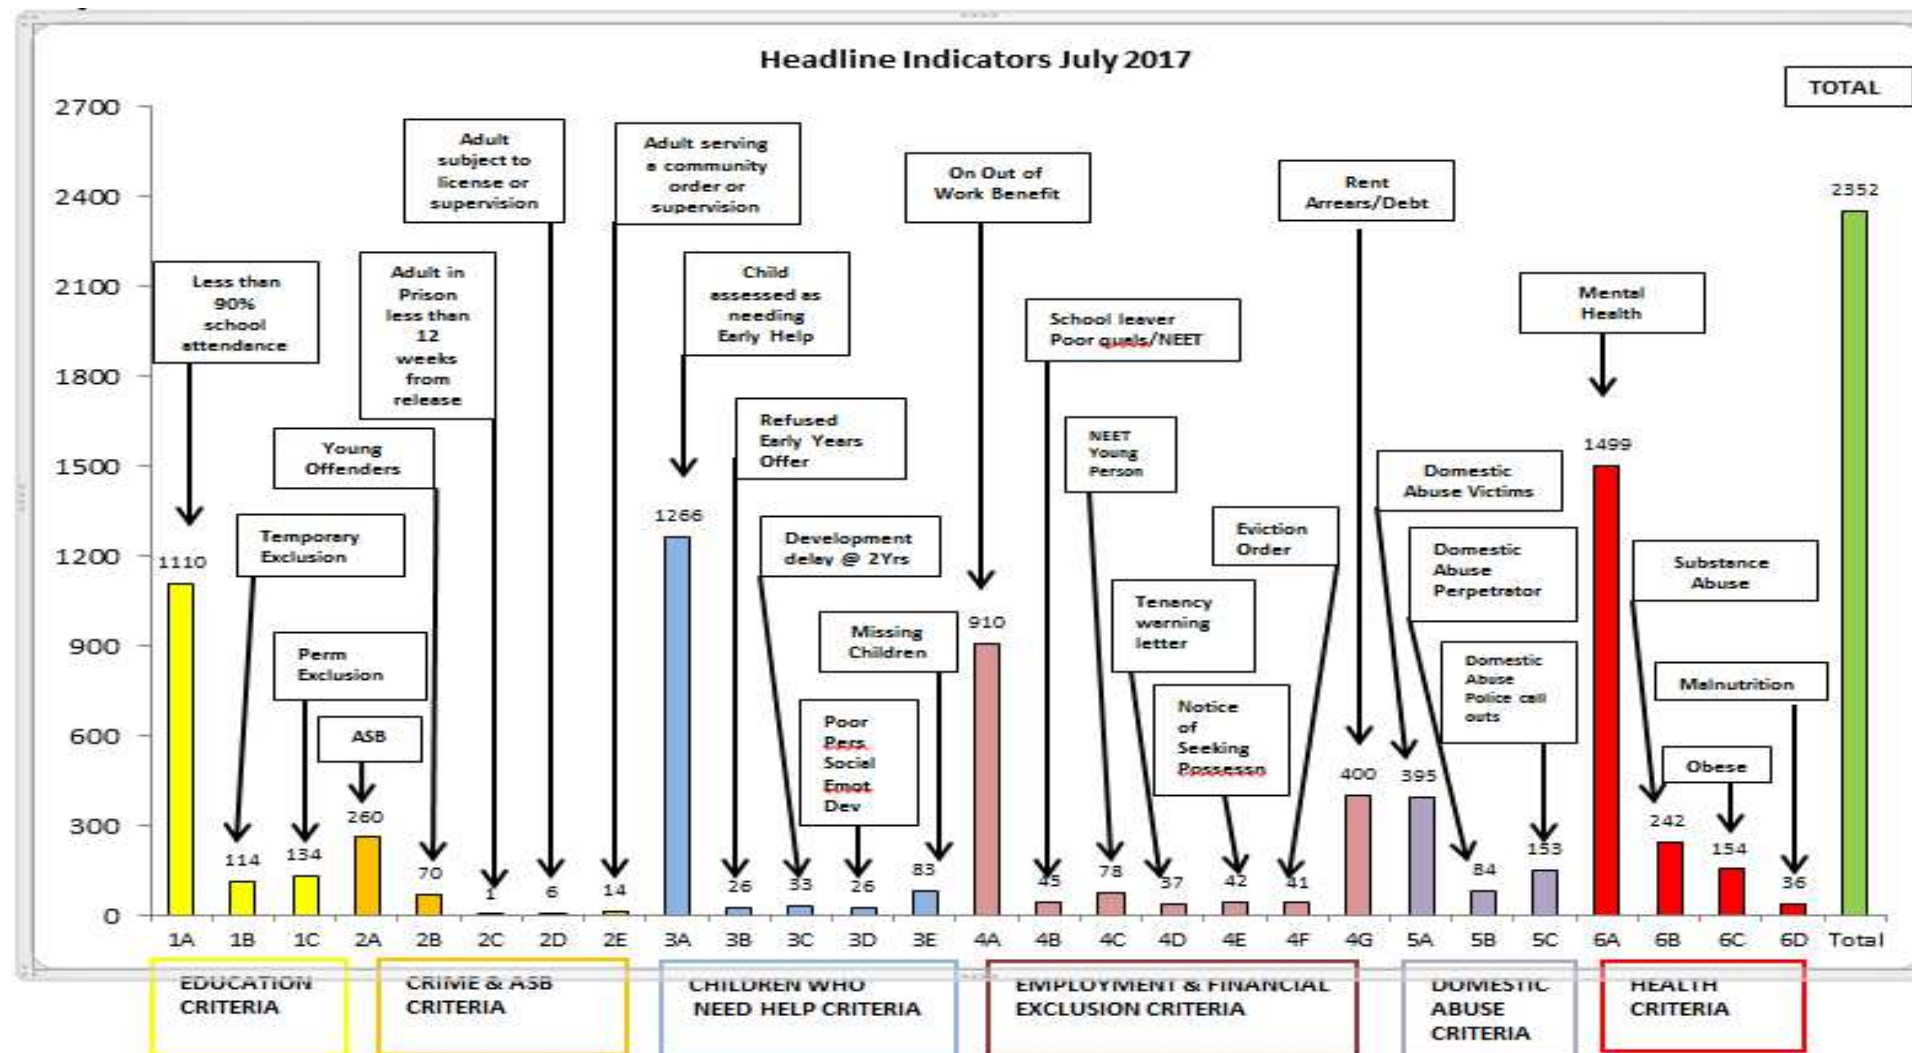 Headline Indicators July 2017
TOTAL
2700
2400
2100
1800
1500
1200
900
600
300
0
Less than
90%
school
attendance
Temporary
Exclusion
Perm
Exclusion
ASB
Young
Offenders
Adult in
Prison
less than
12
weeks
from
release
Adult
subject to
license or
supervision
Adult serving
a community
order or
supervision
Child
assessed as
needing
Early Help
Refused
Early Years
Offer
Development
delay @ 2Yrs
Poor
Pers
Social
Emot
Dev
Missing
Children
On Out of
Work Benefit
School leaver
Poor quals/NEET
NEET
Young
Person
Tenancy
warning
letter
Notice
of
Seeking
Possessn
Eviction
Order
Rent
Arrears/Debt
Domestic
Abuse Victims
Domestic
Abuse
Perpetrator
Domestic
Abuse
Police call
outs
Mental
Health
Substance
Abuse
Obese
Malnutrition
1110
114
134
260
70
1
6
14
1266
26
33
26
83
910
45
78
37
42
41
400
395
84
153
1499
242
154
36
2352
1A 1B 1C 2A 2B 2C 2D 2E 3A 3B 3C 3D 3E 4A 4B 4C 4D 4E 4F 4G 5A 5B 5C 6A 6B 6C 6D Total
EDUCATION
CRITERIA
CRIME & ASB
CRITERIA
CHILDREN WHO
NEED HELP CRITERIA
EMPLOYMENT & FINANCIAL
EXCLUSION CRITERIA
DOMESTIC
ABUSE
CRITERIA
HEALTH
CRITERIA